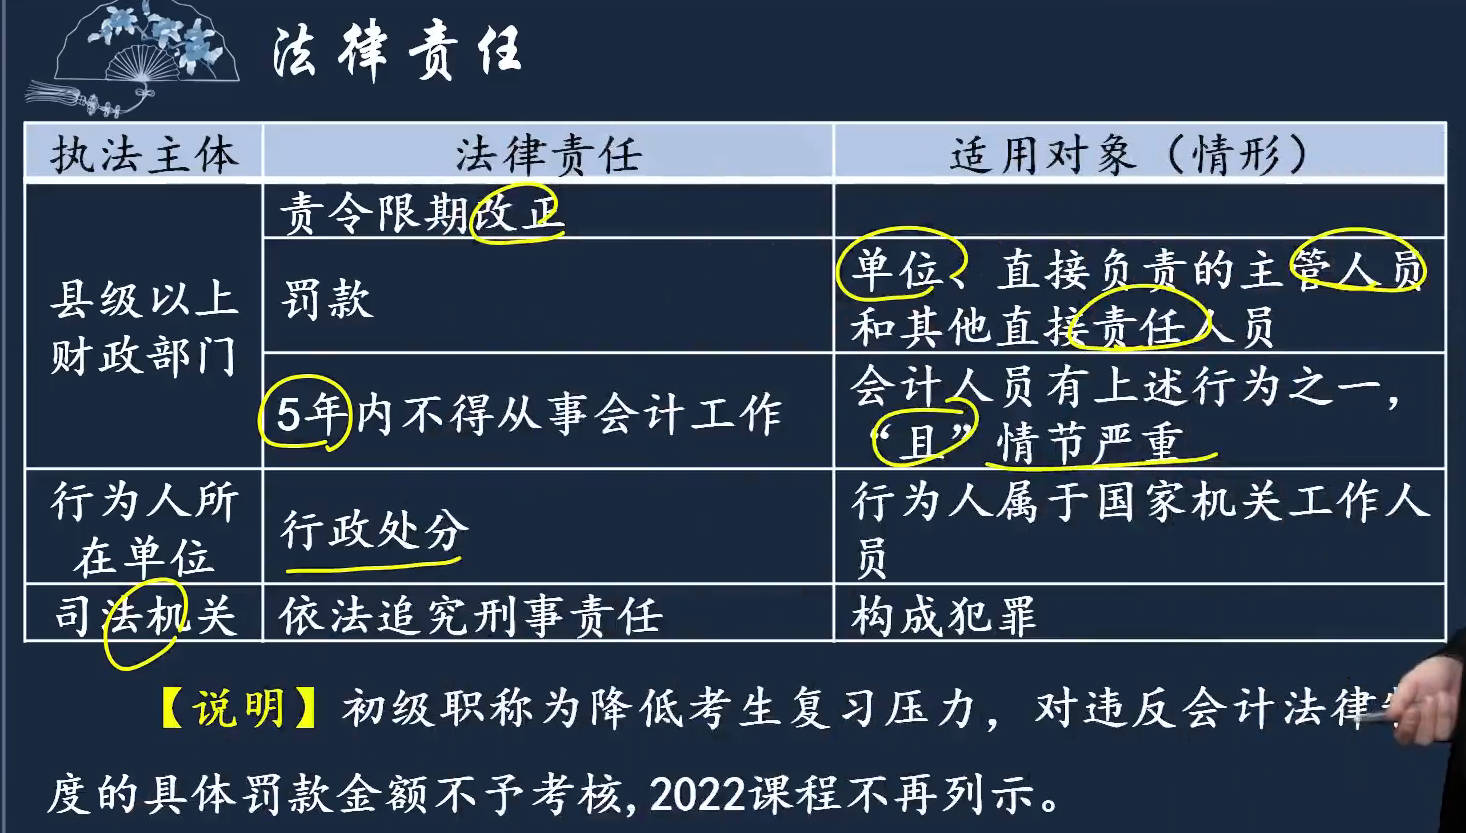 法律责任
执法主体 法律责任 适用对象（情形）
责令限期改正
县级以上
财政部门
罚款
单位、直接负责的主管人员
和其他直接责任人员
5年内不得从事会计工作
会计人员有上述行为之一，
“且”情节严重
行为人所
在单位
行政处分
行为人属于国家机关工作人
员
司法机关 依法追究刑事责任 构成犯罪
【说明】初级职称为降低考生复习压力，对违反会计法律制
度的具体罚款金额不予考核，2022课程不再列示。